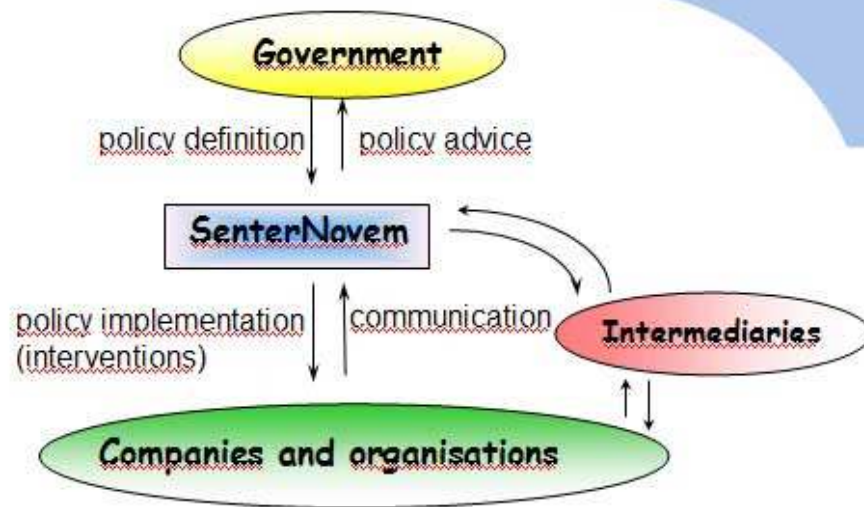 Government
policy definition
policy advice
SenterNovem
policy implementation
(interventions)
communication
Intermediaries
Companies and organisations